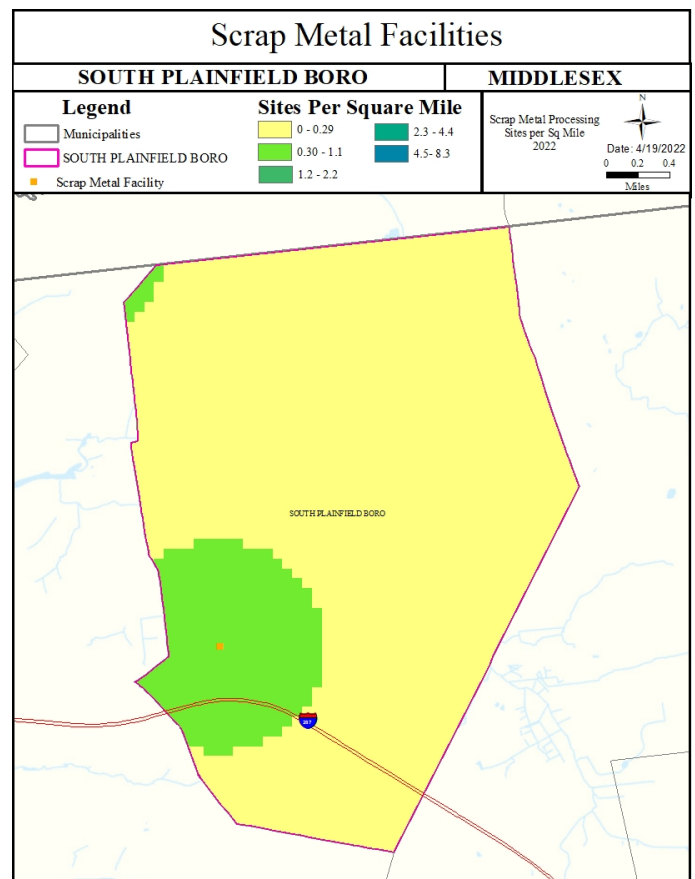 Scrap Metal Facilities
SOUTH PLAINFIELD BORO
MIDDLESEX
Legend
Municipalities
SOUTH PLAINFIELD BORO
Scrap Metal Facility
Sites Per Square Mile
0 - 0.29
0.30 - 1.1
1.2 - 2.2
2.3 - 4.4
4.5- 8.3
Scrap Metal Processing
Sites per Sq Mile
2022
N
Date: 4/19/2022
0 0.2 0.4
Miles
SOUTH PLAINFIELD BORO
287